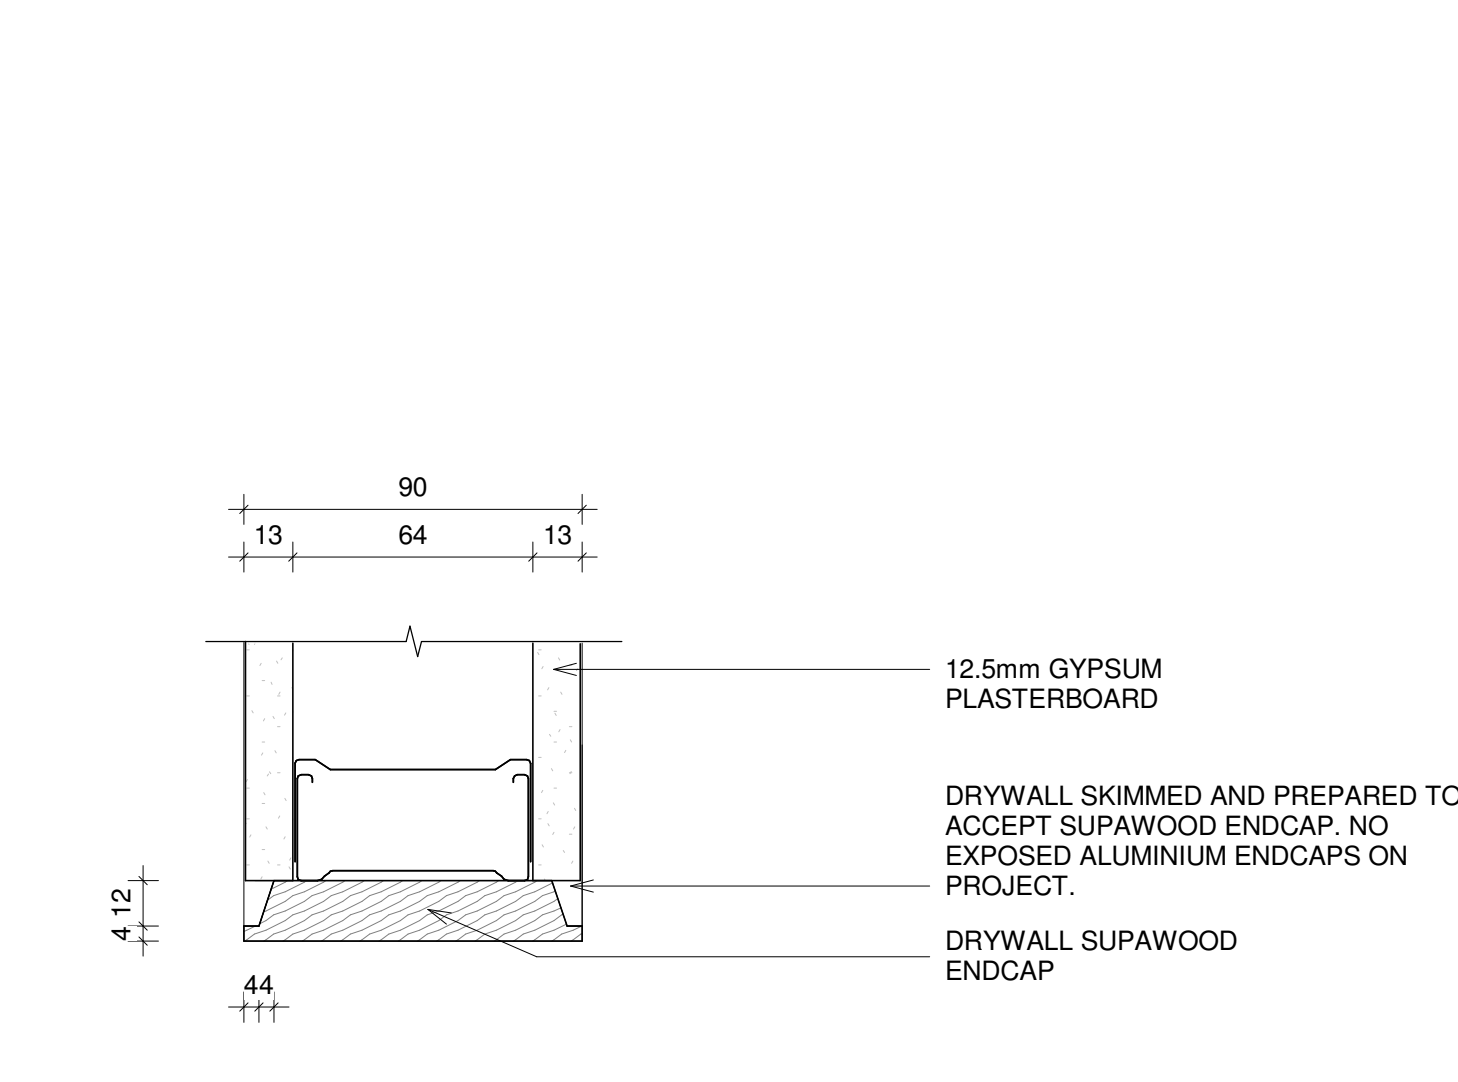 90
13 64 13
12.5mm GYPSUM
PLASTERBOARD
DRYWALL SKIMMED AND PREPARED TO
ACCEPT SUPAWOOD ENDCAP. NO
EXPOSED ALUMINIUM ENDCAPS ON
PROJECT.
4 12
DRYWALL SUPAWOOD
ENDCAP
44